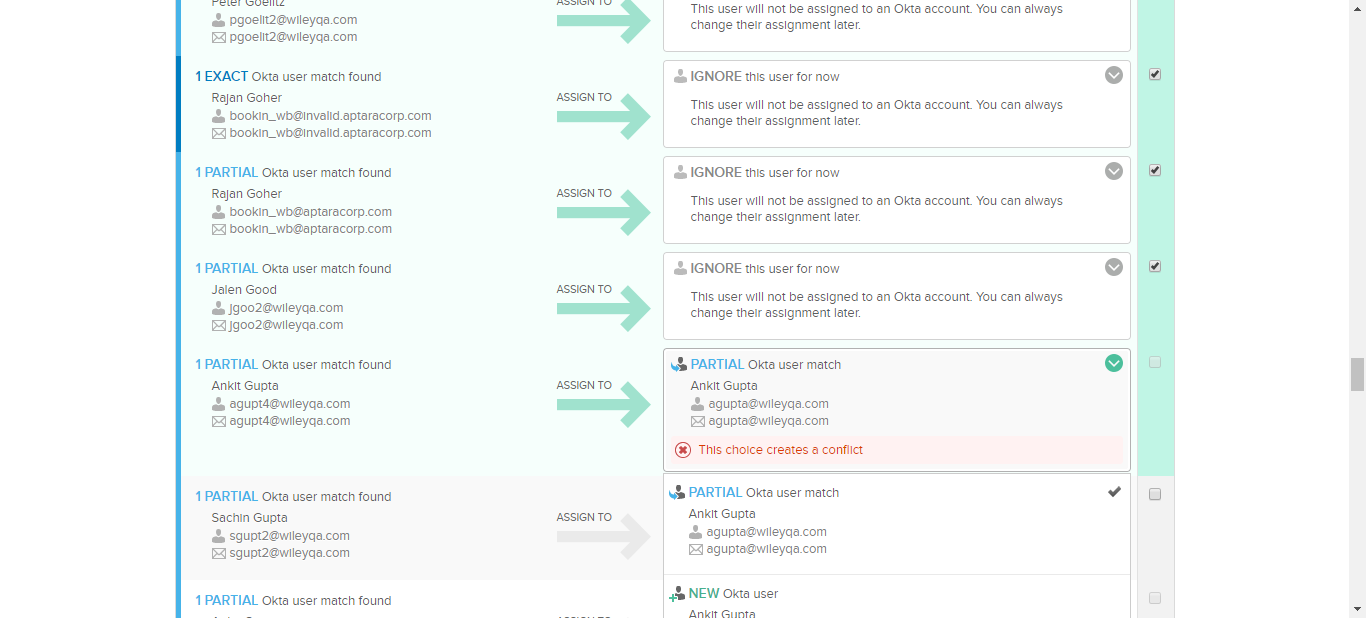 Peter Goelitz
pgoelit2@wileyqa.com
pgoelit2@wileyqa.com
ASSIGN TO
This user will not be assigned to an Okta account. You can always
change their assignment later.
1 EXACT Okta user match found
Rajan Goher
bookin_wb@invalid.aptaracorp.com
bookin_wb@invalid.aptaracorp.com
ASSIGN TO
IGNORE this user for now
This user will not be assigned to an Okta account. You can always
change their assignment later.
1 PARTIAL Okta user match found
Rajan Goher
bookin_wb@aptaracorp.com
bookin_wb@aptaracorp.com
ASSIGN TO
IGNORE this user for now
This user will not be assigned to an Okta account. You can always
change their assignment later.
1 PARTIAL Okta user match found
Jalen Good
jgoo2@wileyqa.com
jgoo2@wileyqa.com
ASSIGN TO
IGNORE this user for now
This user will not be assigned to an Okta account. You can always
change their assignment later.
1 PARTIAL Okta user match found
Ankit Gupta
agupt4@wileyqa.com
agupt4@wileyqa.com
ASSIGN TO
PARTIAL Okta user match
Ankit Gupta
agupta@wileyqa.com
agupta@wileyqa.com
This choice creates a conflict
1 PARTIAL Okta user match found
Sachin Gupta
sgupt2@wileyqa.com
sgupt2@wileyqa.com
ASSIGN TO
PARTIAL Okta user match
Ankit Gupta
agupta@wileyqa.com
agupta@wileyqa.com
1 PARTIAL Okta user match found
NEW Okta user
Ankit Gupta